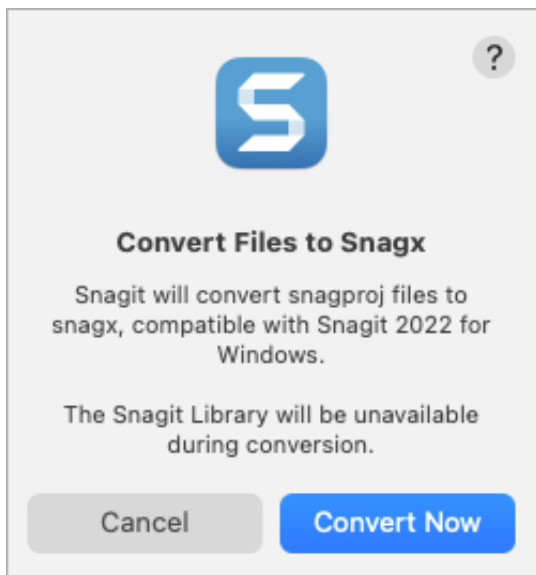 ?
Convert Files to Snagx
Snagit will convert snagproj files to
snagx, compatible with Snagit 2022 for
Windows.
The Snagit Library will be unavailable
during conversion.
Cancel
Convert Now